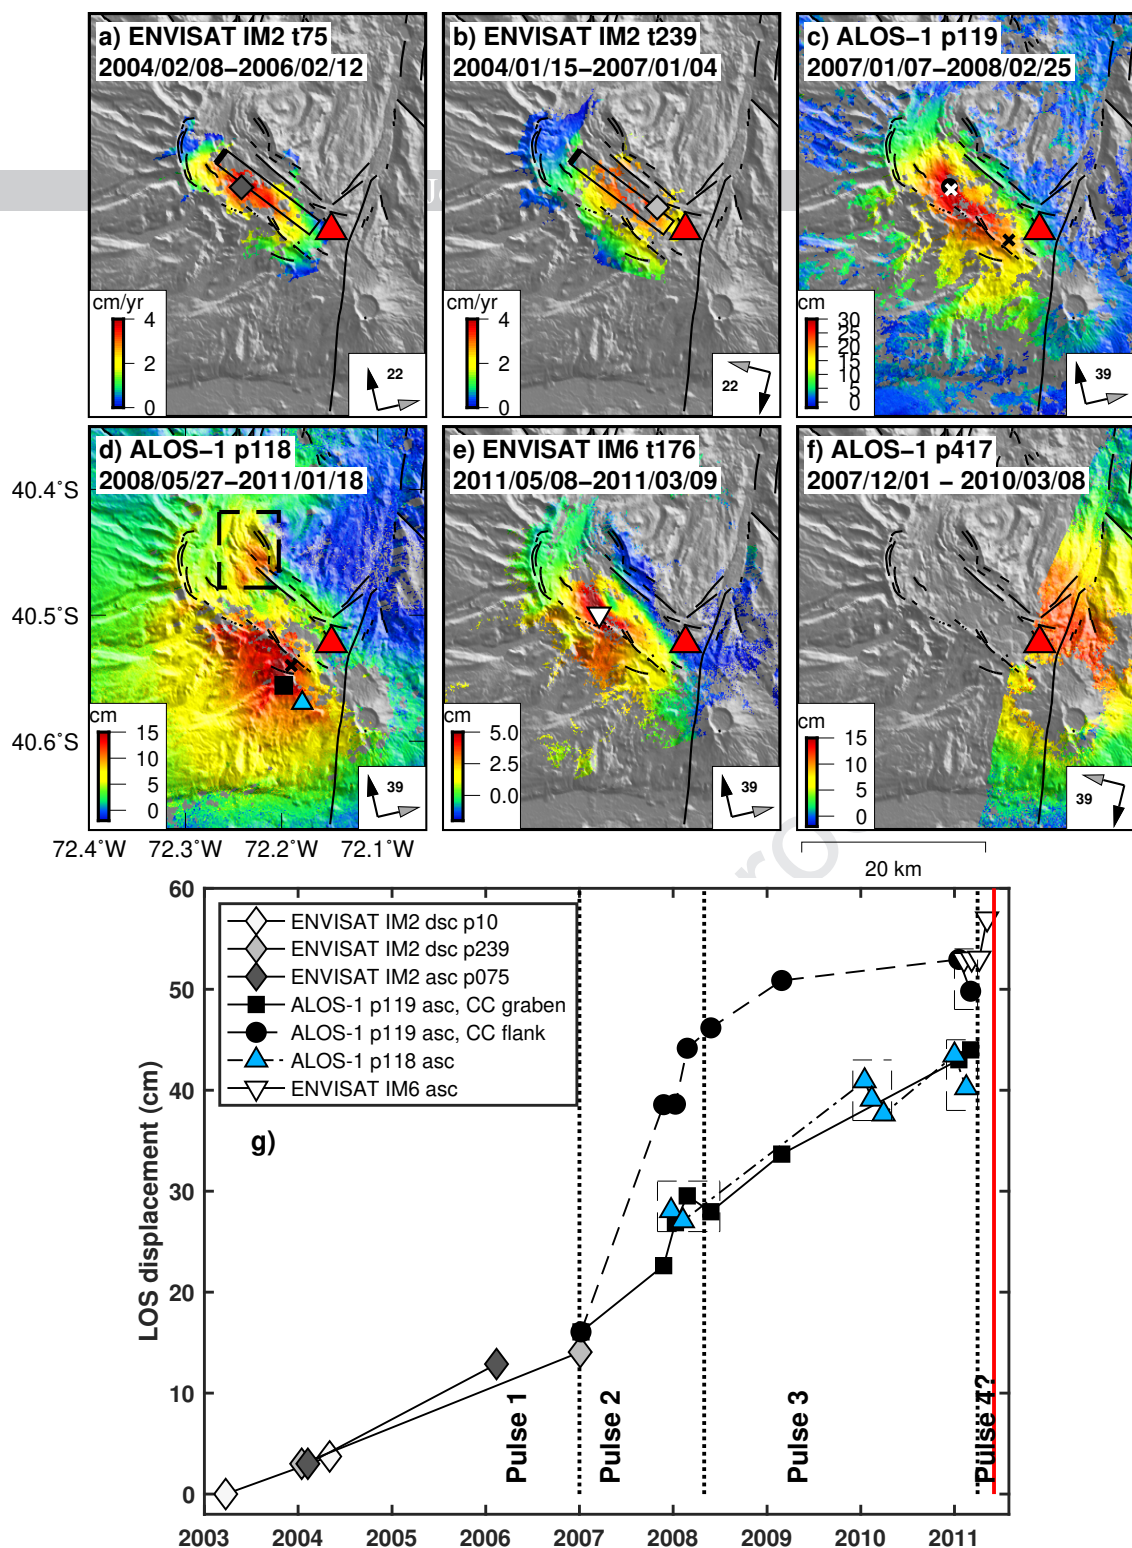 a) ENVISAT IM2 t75
2004/02/08–2006/02/12
cm/yr
4
2
0
22
b) ENVISAT IM2 t239
2004/01/15–2007/01/04
cm/yr
4
2
0
22
c) ALOS–1 p119
2007/01/07–2008/02/25
cm
30
25
20
15
10
5
0
39
40.4°S
40.5°S
40.6°S
d) ALOS–1 p118
2008/05/27–2011/01/18
cm
15
10
5
0
39
e) ENVISAT IM6 t176
2011/05/08–2011/03/09
cm
5.0
2.5
0.0
39
f) ALOS–1 p417
2007/12/01 – 2010/03/08
cm
15
10
5
0
39
72.4°W 72.3°W 72.2°W 72.1°W
20 km
ro
60
50
40
30
20
10
0
LOS displacement (cm)
ENVISAT IM2 dsc p10
ENVISAT IM2 dsc p239
ENVISAT IM2 asc p075
ALOS-1 p119 asc, CC graben
ALOS-1 p119 asc, CC flank
ALOS-1 p118 asc
ENVISAT IM6 asc
g)
Pulse 1
Pulse 2
Pulse 3
Pulse 4?
2003 2004 2005 2006 2007 2008 2009 2010 2011